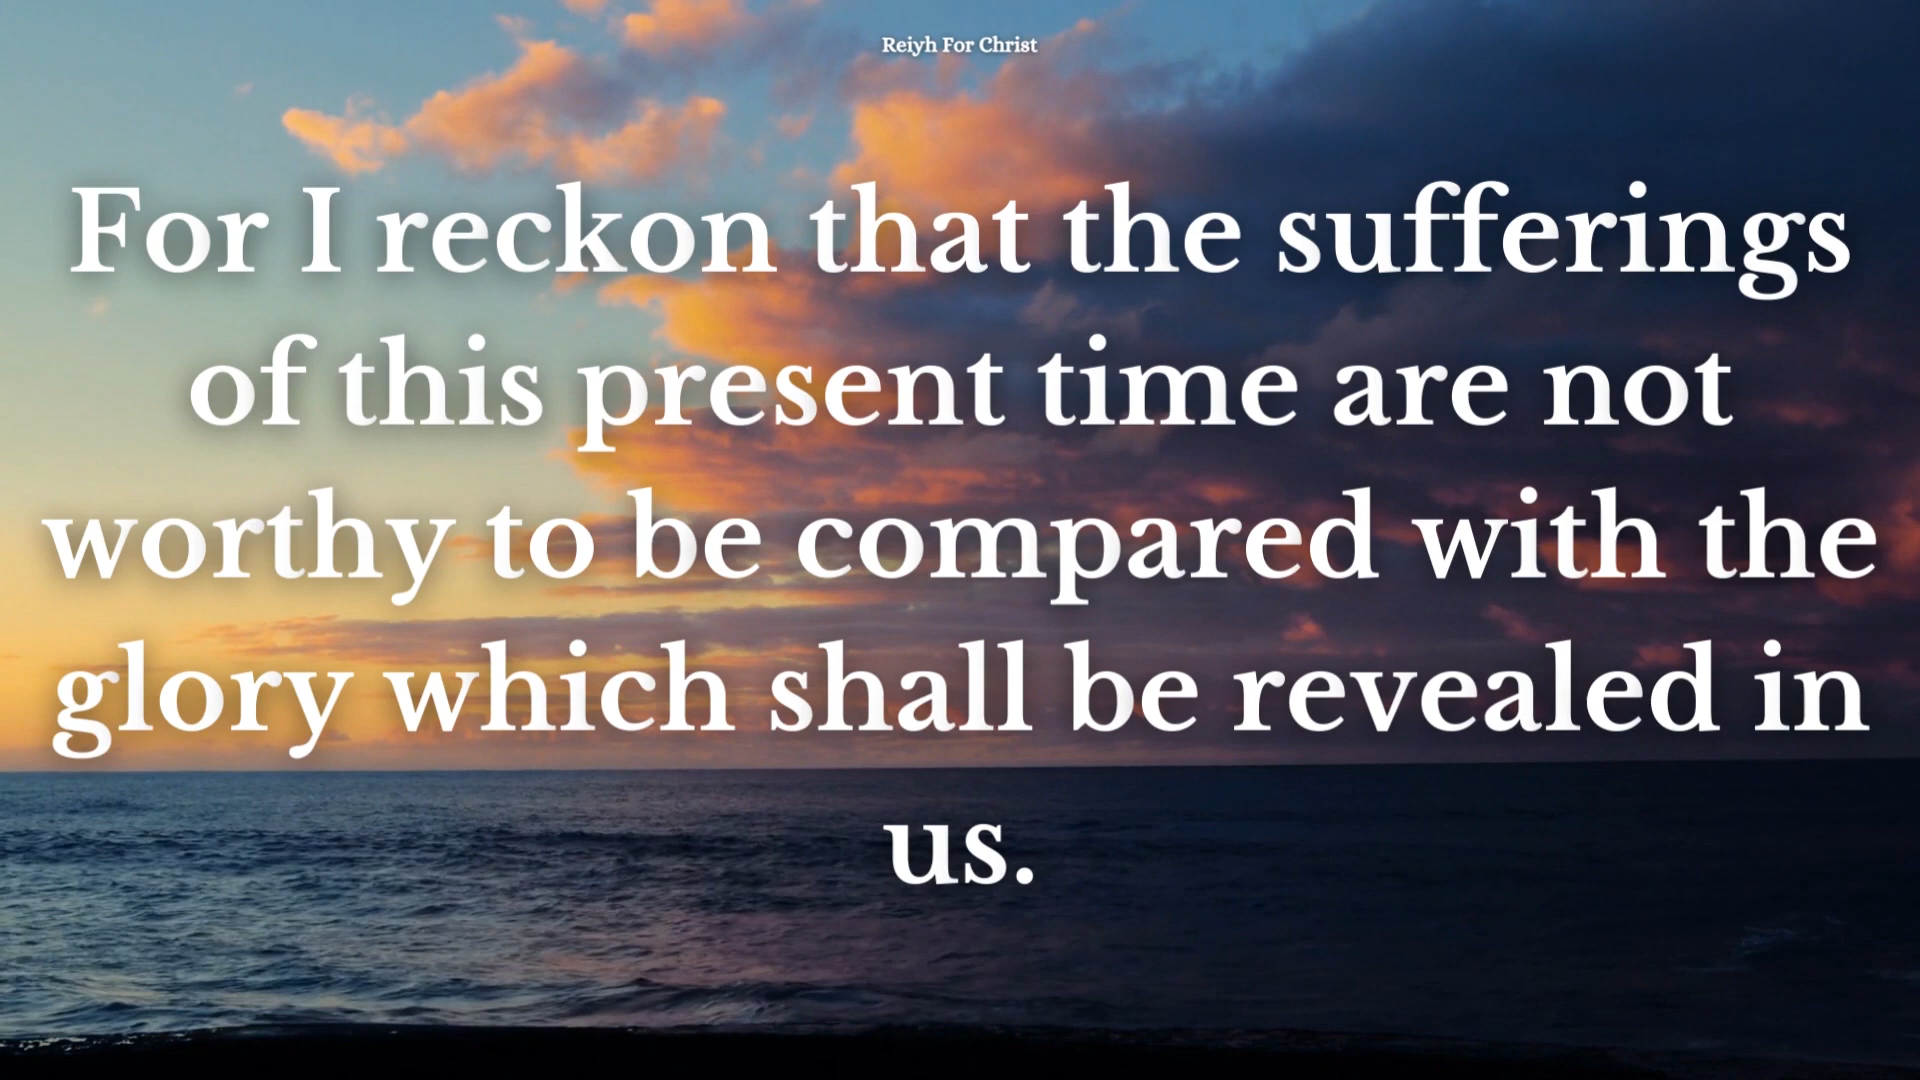 Reiyh For Christ
For I reckon that the sufferings
of this present time are not
worthy to be compared with the
glory which shall be revealed in
us.